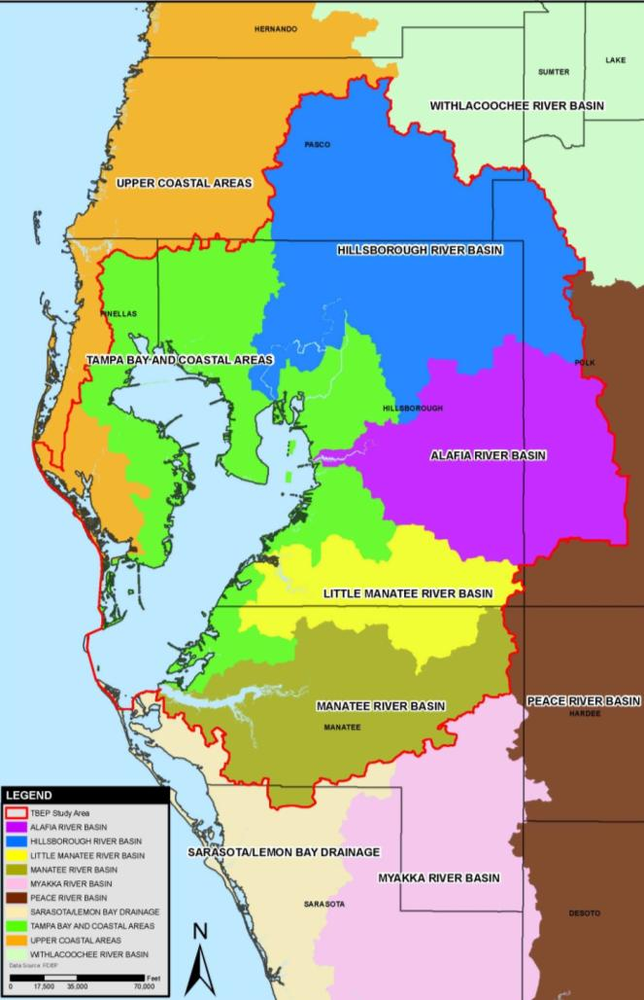 HERNANDO
LAKE
SUMTER
WITHLACOOCHEE RIVER BASIN
PASCO
UPPER COASTAL AREAS
HILLSBOROUGH RIVER BASIN
PINELLAS
TAMPA BAY AND COASTAL AREAS
POLK
HILLSBOROUGH
ALAFIA RIVER BASIN
LITTLE MANATEE RIVER BASIN
MANATEE RIVER BASIN
PEACE RIVER BASIN
HARDEE
MANATEE
SARASOTA/LEMON BAY DRAINAGE
MYAKKA RIVER BASIN
SARASOTA
DESOTO
LEGEND
TBEP Study Area
ALAFIA RIVER BASIN
HILLSBOROUGH RIVER BASIN
LITTLE MANATEE RIVER BASIN
MANATEE RIVER BASIN
MYAKKA RIVER BASIN
PEACE RIVER BASIN
SARASOTA/LEMON BAY DRAINAGE
TAMPA BAY AND COASTAL AREAS
UPPER COASTAL AREAS
WITHLACOOCHEE RIVER BASIN
Data Source: FDEP
Feet
0 17,500 35,000 70,000
N